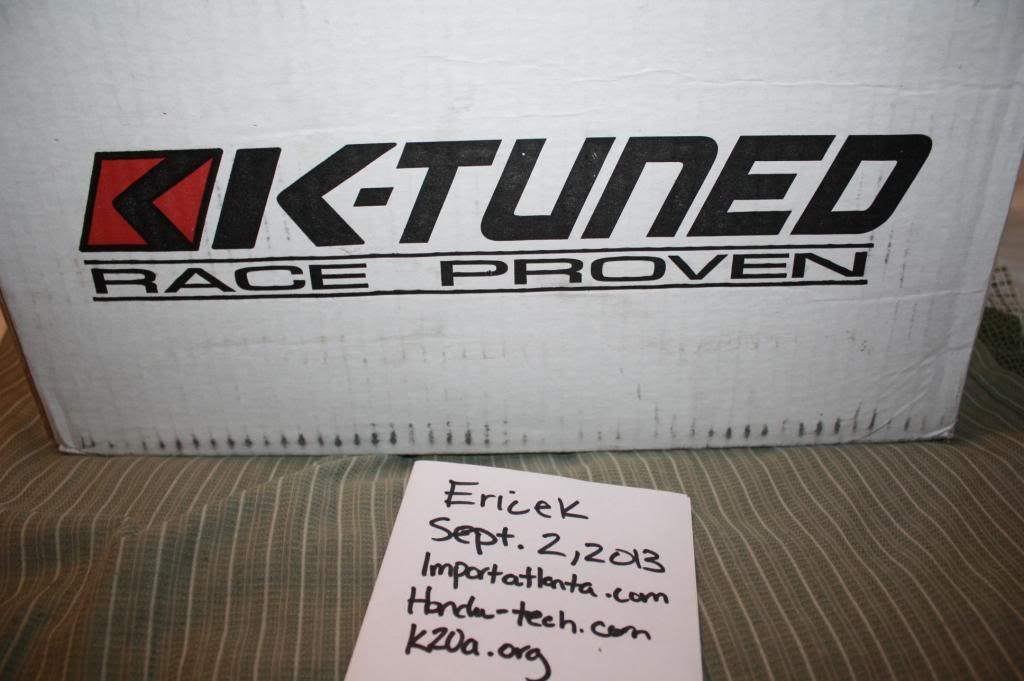 K-TUNED
RACE PROVEN
Ericek
Sept. 2, 2013
Importatlanta.com
Honda-tech.com
k20a.org